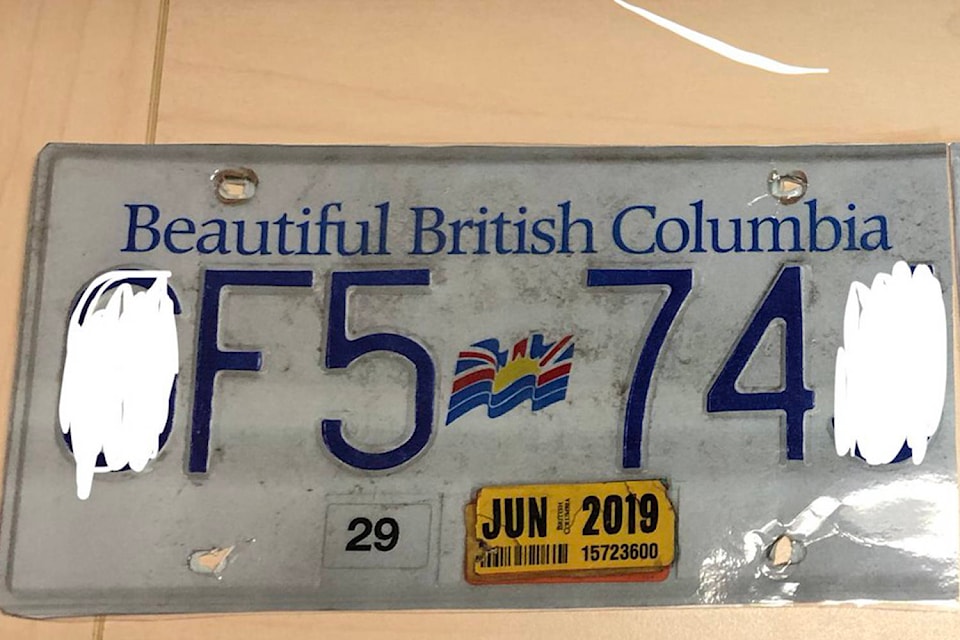 Beautiful British Columbia
F5 74
29
JUN BRITISH COLUMBIA 2019
15723600